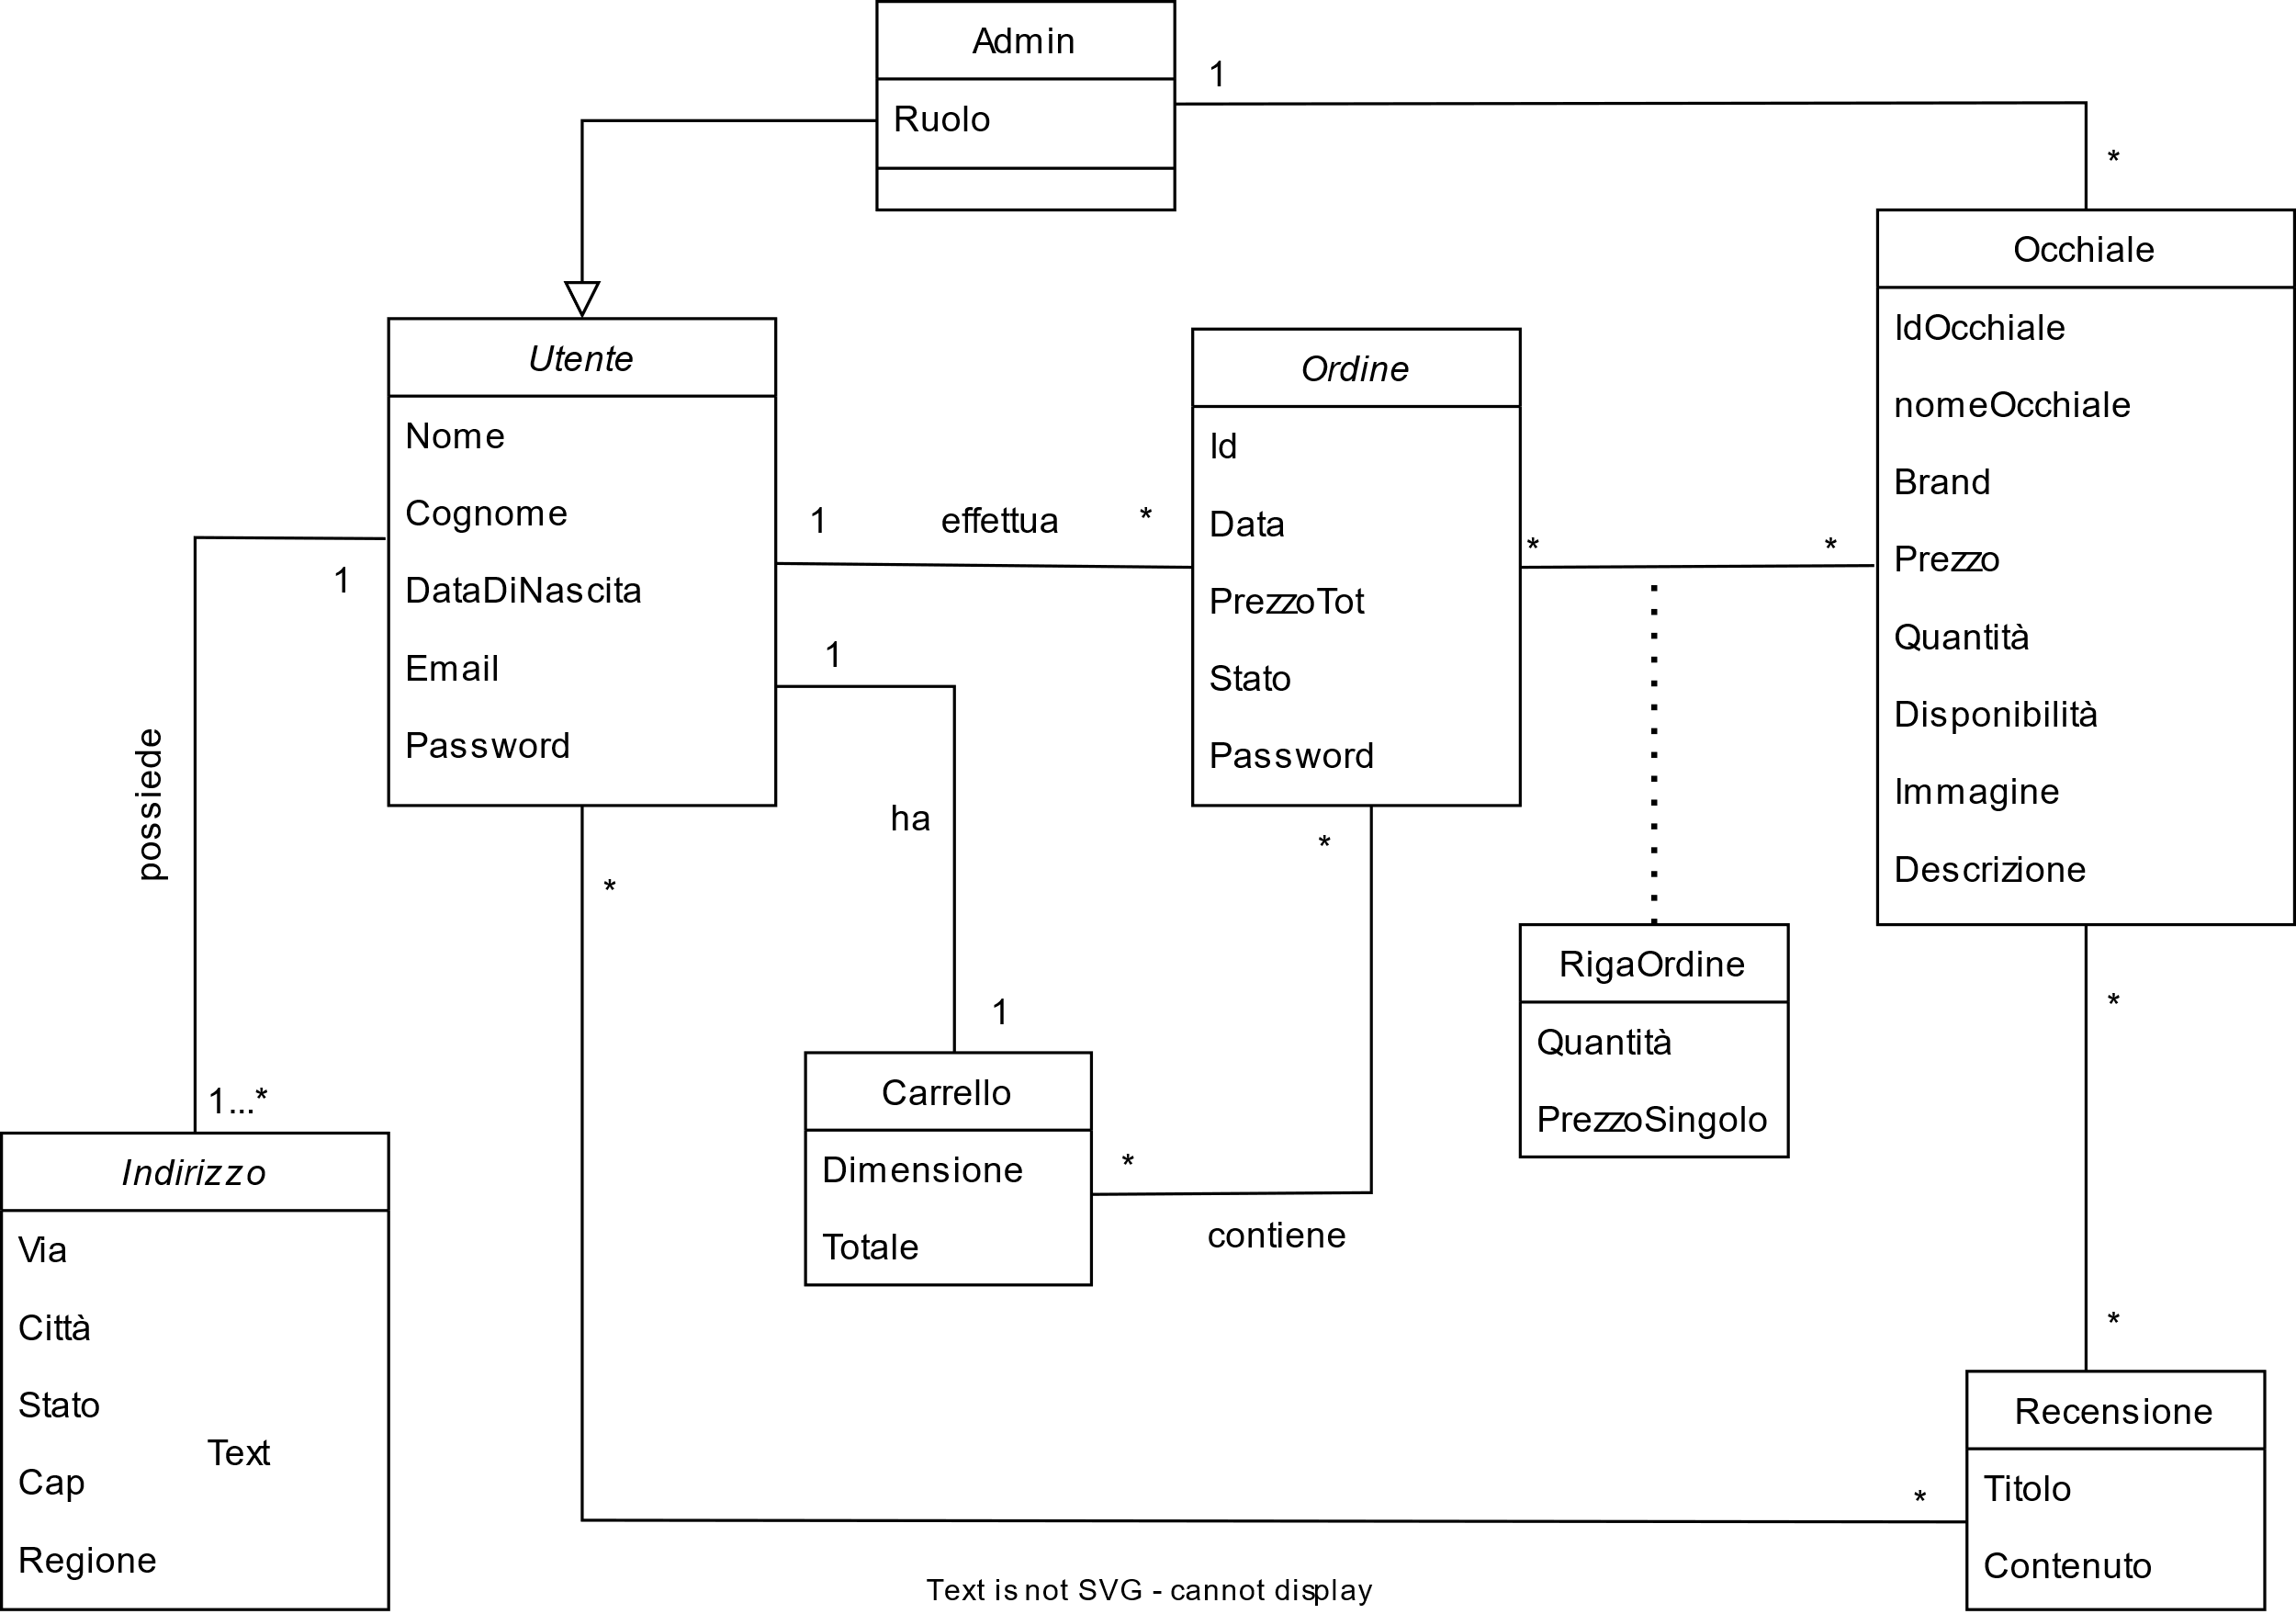 Admin
Ruolo
1
*
Occhiale
IdOcchiale
nomeOcchiale
Brand
Prezzo
Quantità
Disponibilità
Immagine
Descrizione
Utente
Nome
Cognome
DataDiNascita
Email
Password
1
effettua
*
Ordine
Id
Data
PrezzoTot
Stato
Password
*
*
1
possiede
1...*
1
ha
1
*
*
Carrello
Dimensione
Totale
*
contiene
RigaOrdine
Quantità
PrezzoSingolo
*
*
Indirizzo
Via
Città
Stato
Text
Cap
Regione
*
Recensione
Titolo
Contenuto
Text is not SVG - cannot display